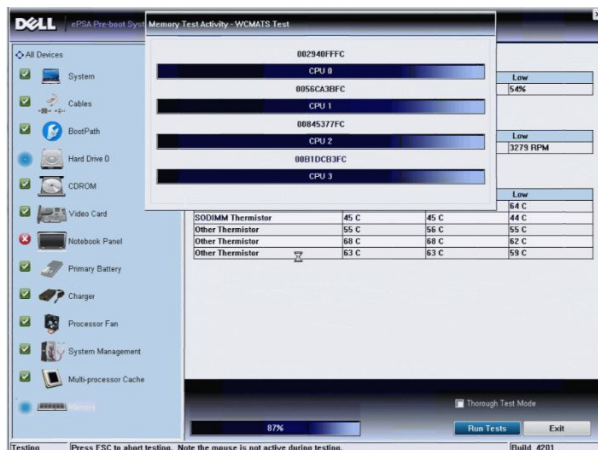 DELL ePSA Pre-boot Syst
Memory Test Activity - WCMATS Test
002940FFFC
CPU 0
0056CA3BFC
CPU 1
00845377FC
CPU 2
00B1DCB3FC
CPU 3
All Devices
System
Cables
BootPath
Hard Drive 0
CDROM
Video Card
Notebook Panel
Primary Battery
Charger
Processor Fan
System Management
Multi-processor Cache
Memory
Low
54%
Low
3279 RPM
Low
64 C
SODIMM Thermistor 45 C 45 C 44 C
Other Thermistor 55 C 56 C 55 C
Other Thermistor 68 C 68 C 62 C
Other Thermistor 63 C 63 C 59 C
Thorough Test Mode
87%
Run Tests Exit
Testing Press ESC to abort testing. Note the mouse is not active during testing. Build 4201